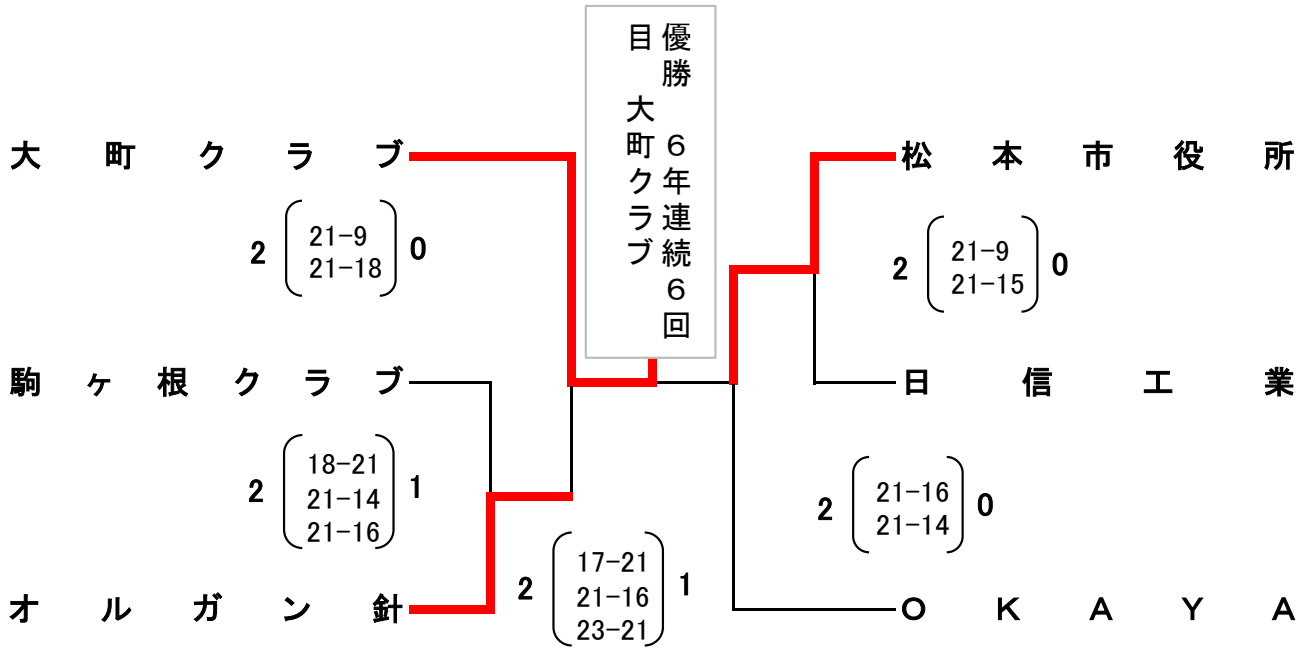 優勝　６年連続６回
目　大町クラブ
大町クラブ
松本市役所
2 21-9 0
21-18
2 21-9 0
21-15
駒ヶ根クラブ
日信工業
2 18-21 1
21-14
21-16
2 21-16 0
21-14
2 17-21 1
21-16
23-21
オルガン針
ＯＫＡＹＡ